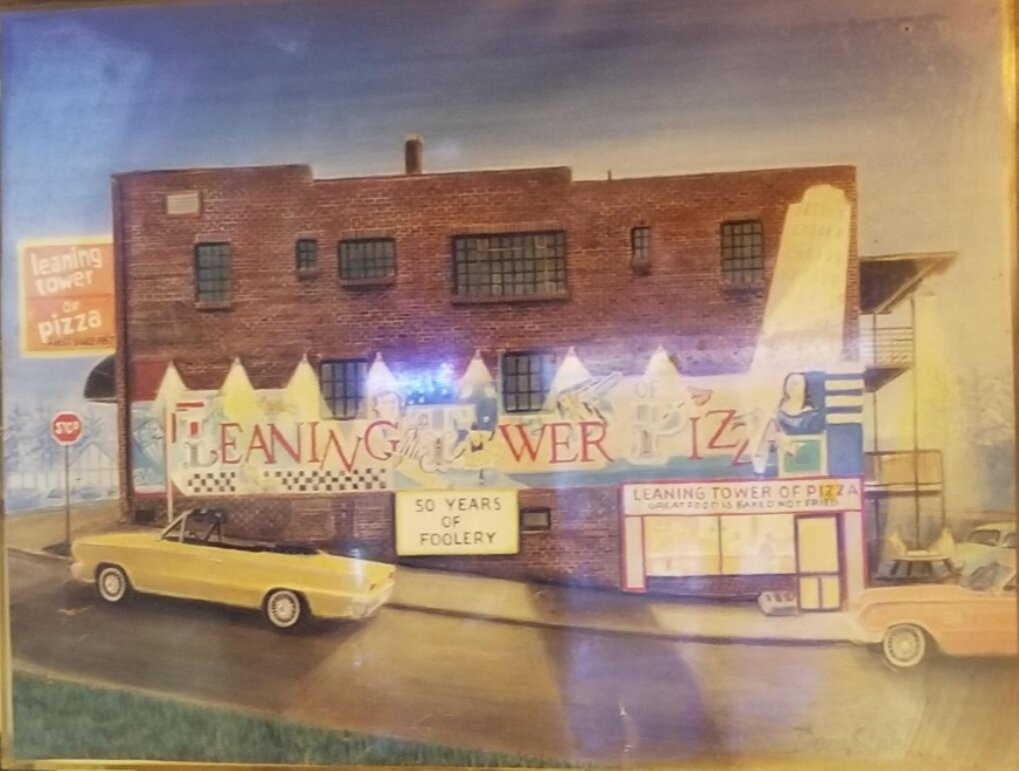 leaning
tower
of
pizza
STOP
LEANING TOWER
OF
PIZZA
50 YEARS
OF
FOOLERY
LEANING TOWER OF PIZZA
GREAT FOOD IS BAKED NOT FRIED